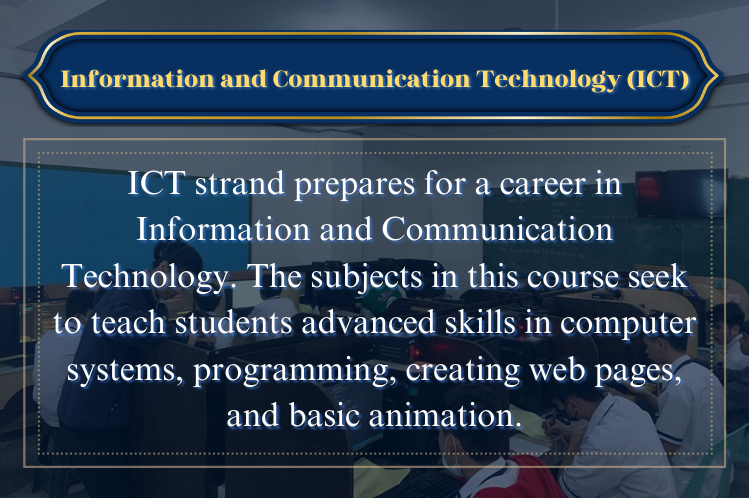 Information and Communication Technology (ICT)
ICT strand prepares for a career in
Information and Communication
Technology. The subjects in this course seek
to teach students advanced skills in computer
systems, programming, creating web pages,
and basic animation.